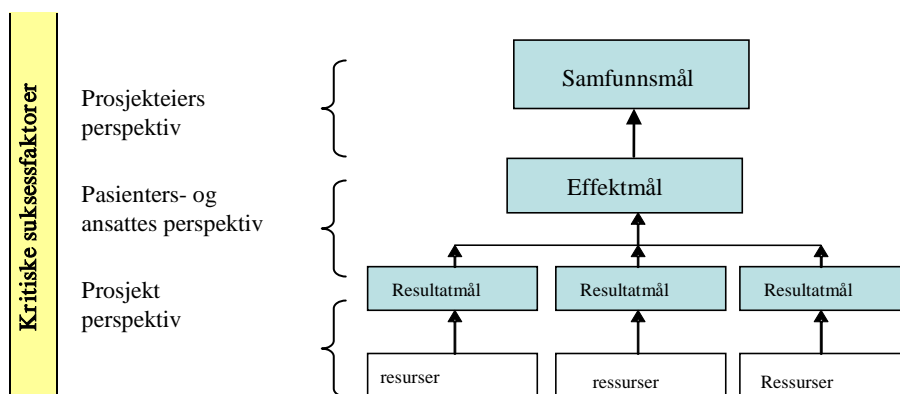 Kritiske suksessfaktorer
Prosjekteiers
perspektiv
Samfunnsmål
Pasienters- og
ansattes perspektiv
Effektmål
Prosjekt
perspektiv
Resultatmål
Resultatmål
Resultatmål
resurser
ressurser
Ressurser